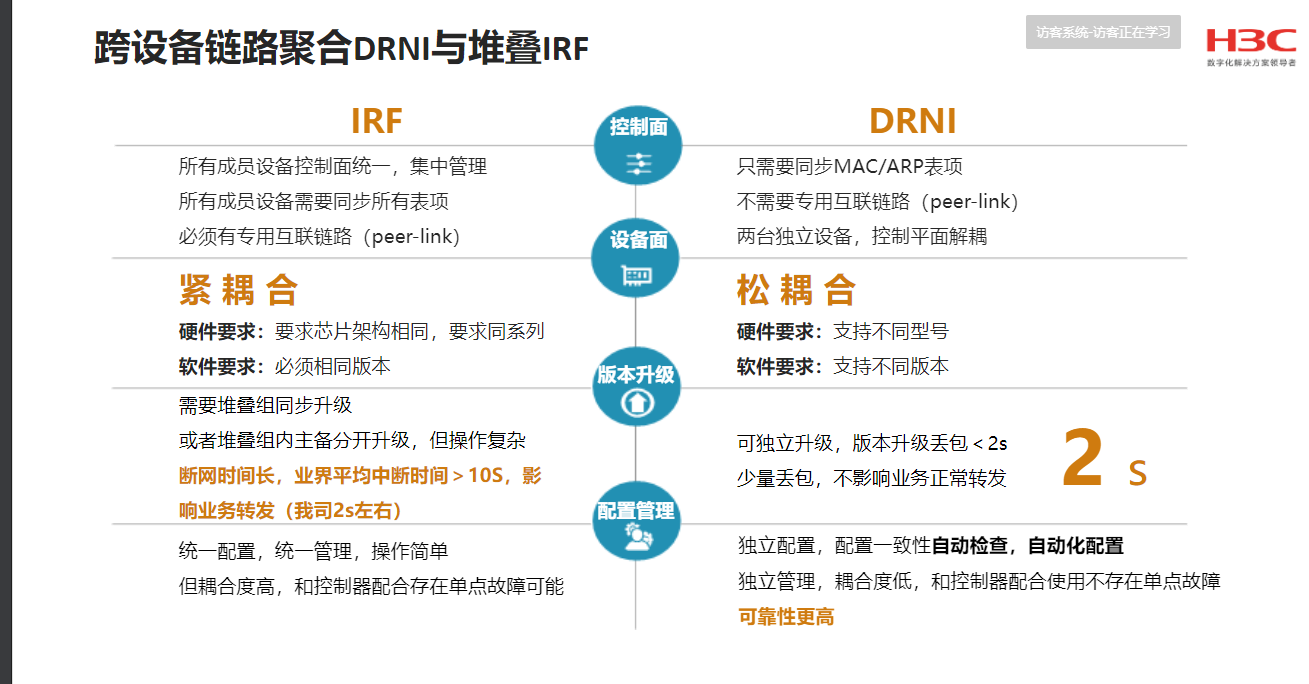 跨设备链路聚合DRNI与堆叠IRF
访客系统-访客正在学习
H3C
数字化解决方案领导者
IRF
控制面
DRNI
所有成员设备控制面统一，集中管理
所有成员设备需要同步所有表项
必须有专用互联链路（peer-link）
只需要同步MAC/ARP表项
不需要专用互联链路（peer-link）
两台独立设备，控制平面解耦
设备面
紧 耦 合
硬件要求：要求芯片架构相同，要求同系列
软件要求：必须相同版本
松 耦 合
硬件要求：支持不同型号
软件要求：支持不同版本
版本升级
需要堆叠组同步升级
或者堆叠组内主备分开升级，但操作复杂
断网时间长，业界平均中断时间＞10S，影
响业务转发（我司2s左右）
可独立升级，版本升级丢包＜2s
少量丢包，不影响业务正常转发
2 s
配置管理
统一配置，统一管理，操作简单
但耦合度高，和控制器配合存在单点故障可能
独立配置，配置一致性自动检查，自动化配置
独立管理，耦合度低，和控制器配合使用不存在单点故障
可靠性更高